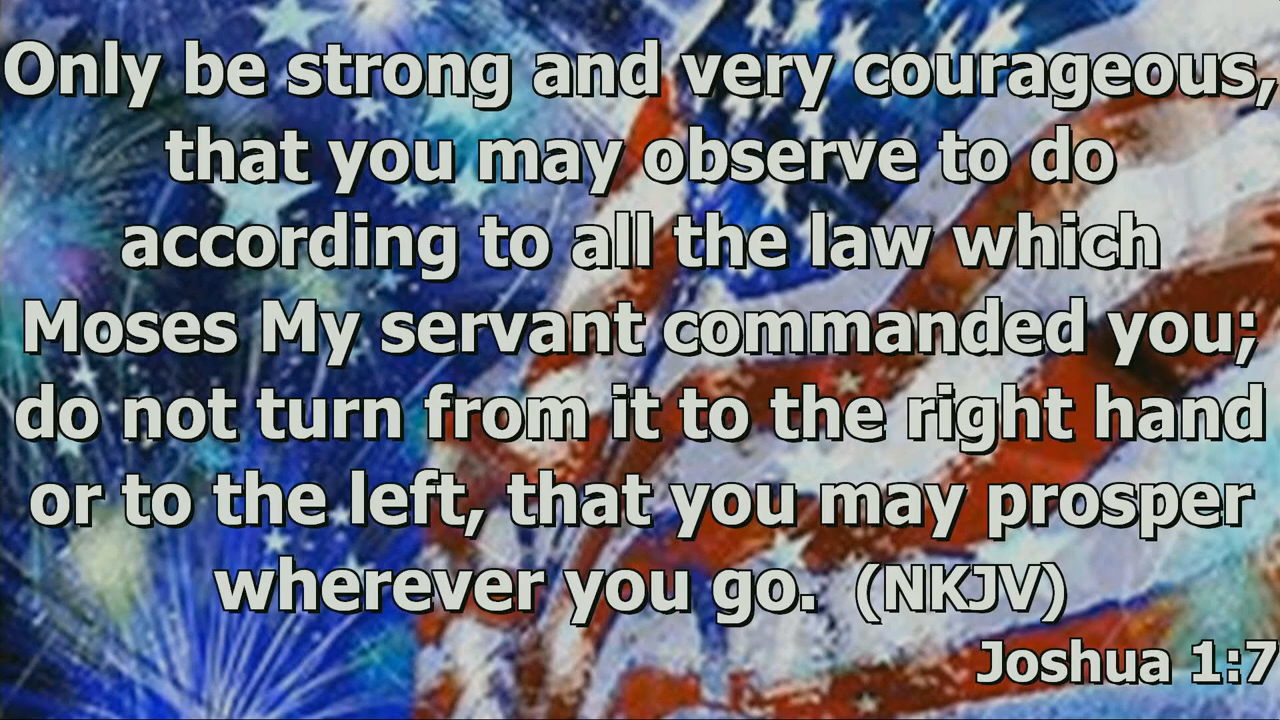 Only be strong and very courageous,
that you may observe to do
according to all the law which
Moses My servant commanded you;
do not turn from it to the right hand
or to the left, that you may prosper
wherever you go. (NKJV)
Joshua 1:7